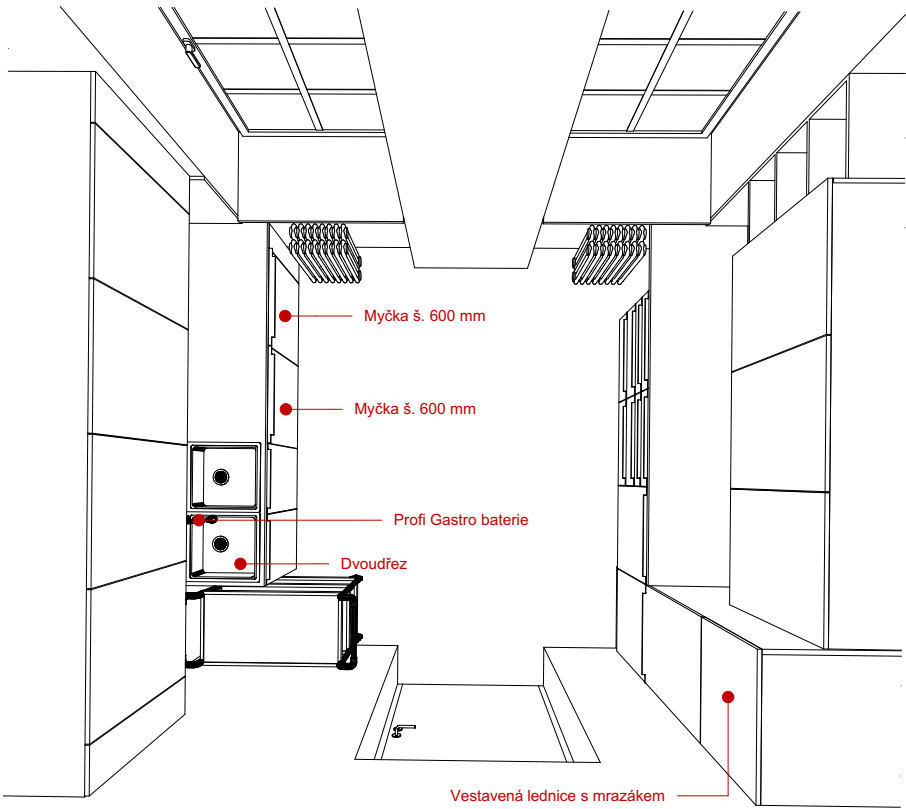 Myčka š. 600 mm
Myčka š. 600 mm
Profi Gastro baterie
Dvoudřez
Vestavená lednice s mrazákem